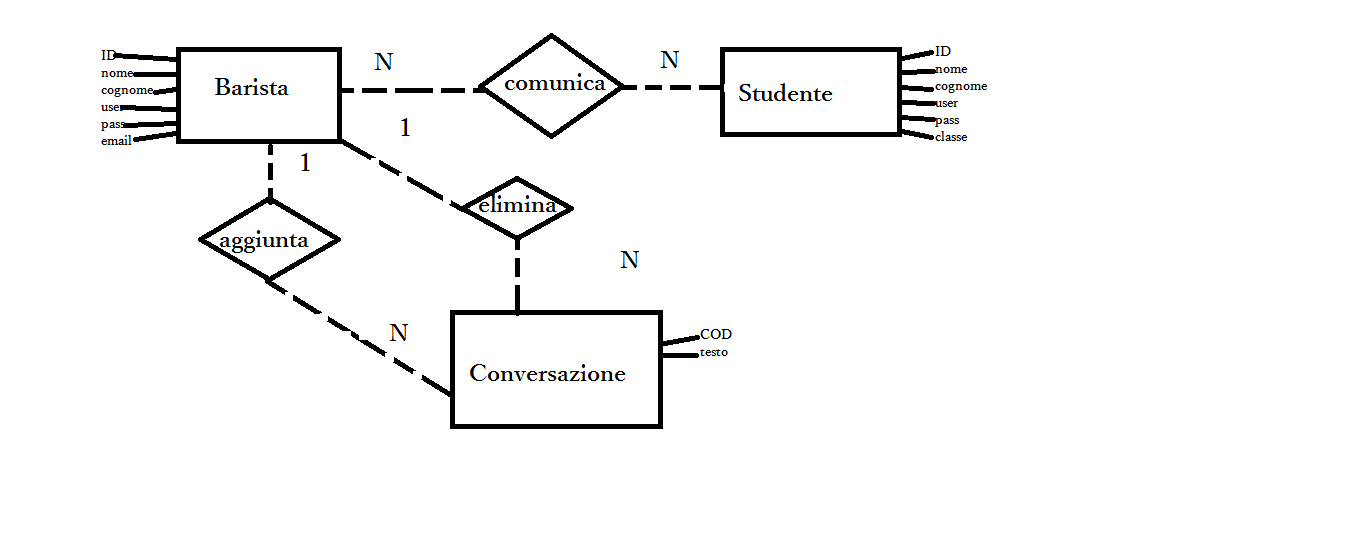 ID
nome
cognome
user
pass
email
Barista
N
comunica
N
Studente
ID
nome
cognome
user
pass
classe
1
1
elimina
aggiunta
N
N
COD
testo
Conversazione